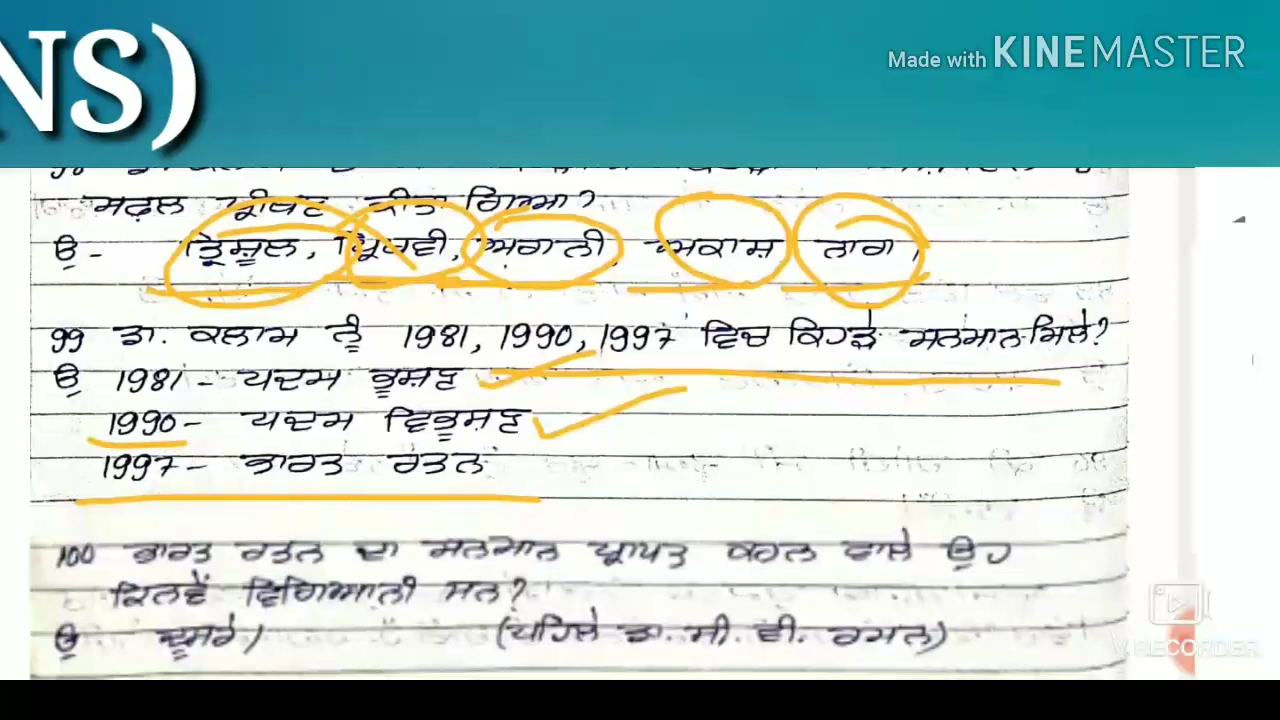 NS)
Made with KINEMASTER
ਸਫ਼ਲ ਪ੍ਰੀਖਣ ਕੀਤਾ ਗਿਆ?
ਉ - ਤ੍ਰਿਸ਼ੂਲ, ਪ੍ਰਿਥਵੀ, ਅਗਨੀ, ਅਕਾਸ਼ ਨਾਗ।
99 ਡਾ. ਕਲਾਮ ਨੂੰ 1981, 1990, 1997 ਵਿਚ ਕਿਹੜੇ ਸਨਮਾਨ ਮਿਲੇ?
ਉ 1981 - ਪਦਮ ਭੂਸ਼ਣ
1990 - ਪਦਮ ਵਿਭੂਸ਼ਣ
1997 - ਭਾਰਤ ਰਤਨ
100 ਭਾਰਤ ਰਤਨ ਦਾ ਸਨਮਾਨ ਪ੍ਰਾਪਤ ਕਰਨ ਵਾਲੇ ਉਹ
ਕਿਨਵੇਂ ਵਿਗਿਆਨੀ ਸਨ?
ਉ ਦੂਸਰੇ। (ਪਹਿਲੇ ਡਾ. ਸੀ. ਵੀ. ਰਮਨ)
V RECORDER